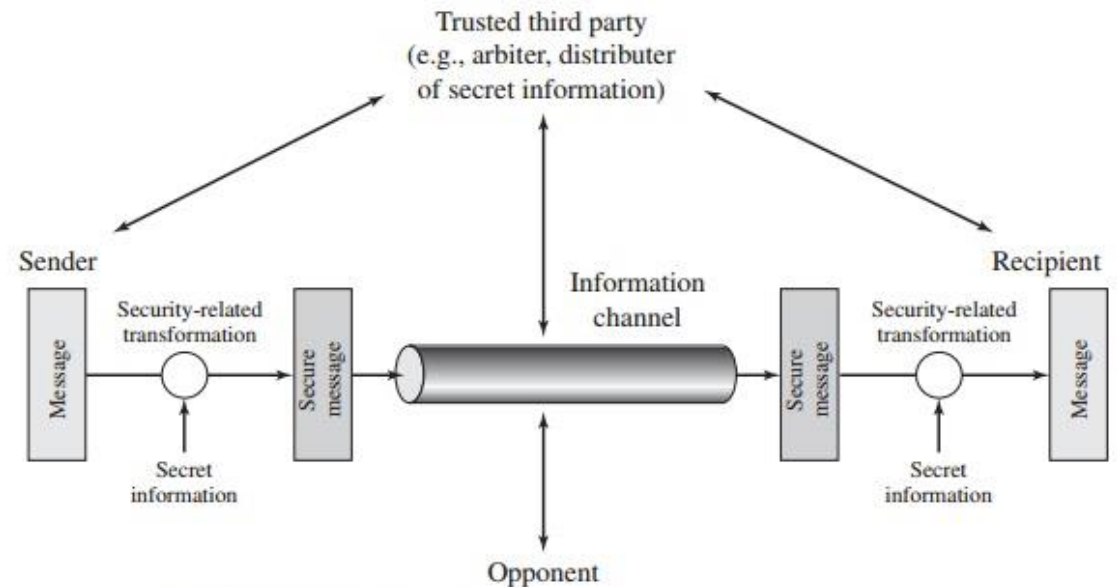 Trusted third party
(e.g., arbiter, distributer
of secret information)
Sender
Recipient
Information
channel
Security-related
transformation
Security-related
transformation
Message
Secure
message
Secure
message
Message
Secret
information
Secret
information
Opponent